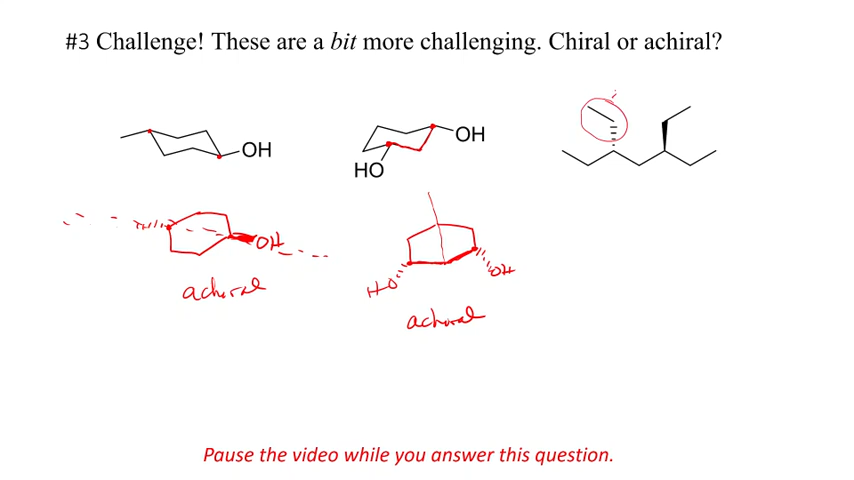 #3 Challenge! These are a bit more challenging. Chiral or achiral?
OH
OH
HO
OH
achiral
HO
OH
achiral
Pause the video while you answer this question.